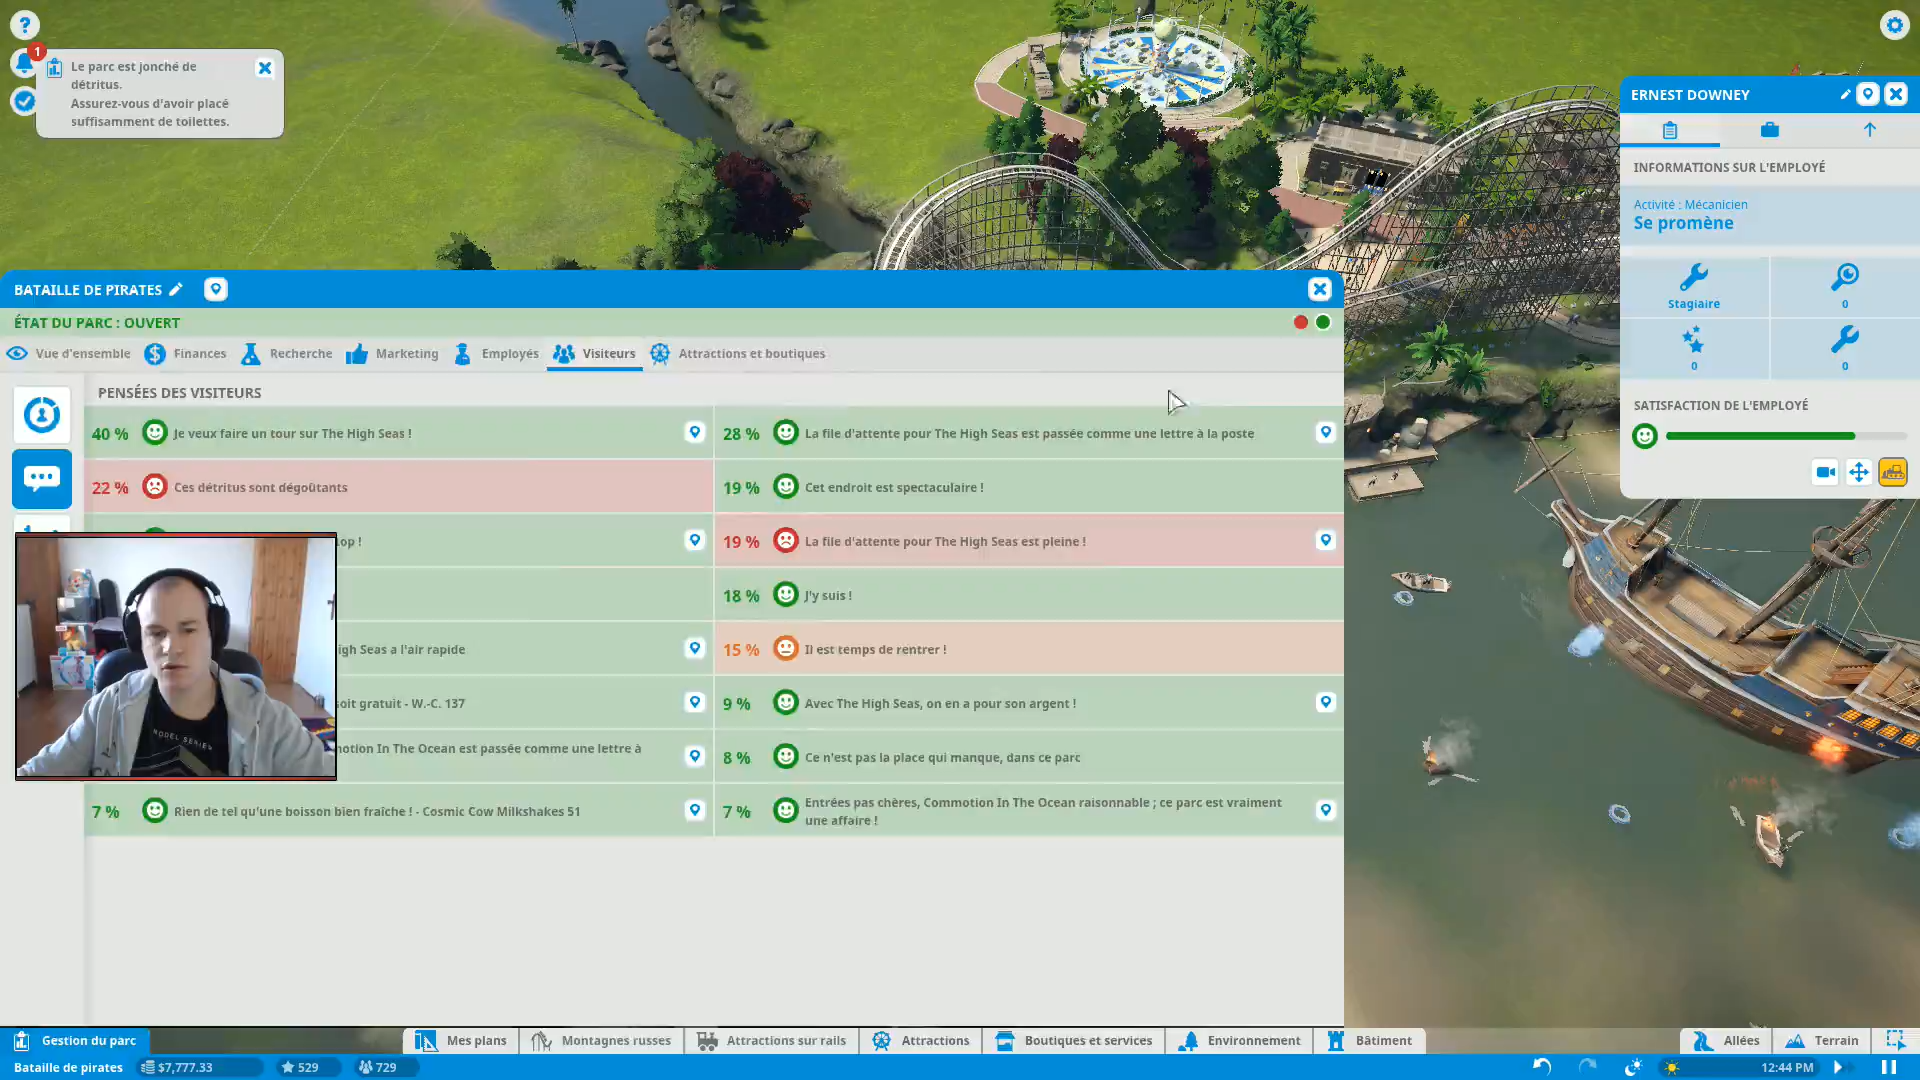 ?
1
Le parc est jonché de
détritus.
Assurez-vous d'avoir placé
suffisamment de toilettes.
ERNEST DOWNEY
INFORMATIONS SUR L'EMPLOYÉ
Activité : Mécanicien
Se promène
Stagiaire
0
0
0
SATISFACTION DE L'EMPLOYÉ
BATAILLE DE PIRATES
ÉTAT DU PARC : OUVERT
Vue d'ensemble
Finances
Recherche
Marketing
Employés
Visiteurs
Attractions et boutiques
PENSÉES DES VISITEURS
40 % Je veux faire un tour sur The High Seas !
28 % La file d'attente pour The High Seas est passée comme une lettre à la poste
22 % Ces détritus sont dégoûtants
19 % Cet endroit est spectaculaire !
19 % La file d'attente pour The High Seas est pleine !
18 % J'y suis !
igh Seas a l'air rapide
15 % Il est temps de rentrer !
soit gratuit - W.-C. 137
9 % Avec The High Seas, on en a pour son argent !
motion In The Ocean est passée comme une lettre à
8 % Ce n'est pas la place qui manque, dans ce parc
7 % Rien de tel qu'une boisson bien fraîche ! - Cosmic Cow Milkshakes 51
7 % Entrées pas chères, Commotion In The Ocean raisonnable ; ce parc est vraiment
une affaire !
MODEL SERIES
Gestion du parc
Mes plans
Montagnes russes
Attractions sur rails
Attractions
Boutiques et services
Environnement
Bâtiment
Allées
Terrain
Bataille de pirates
$7,777.33
529
729
12:44 PM